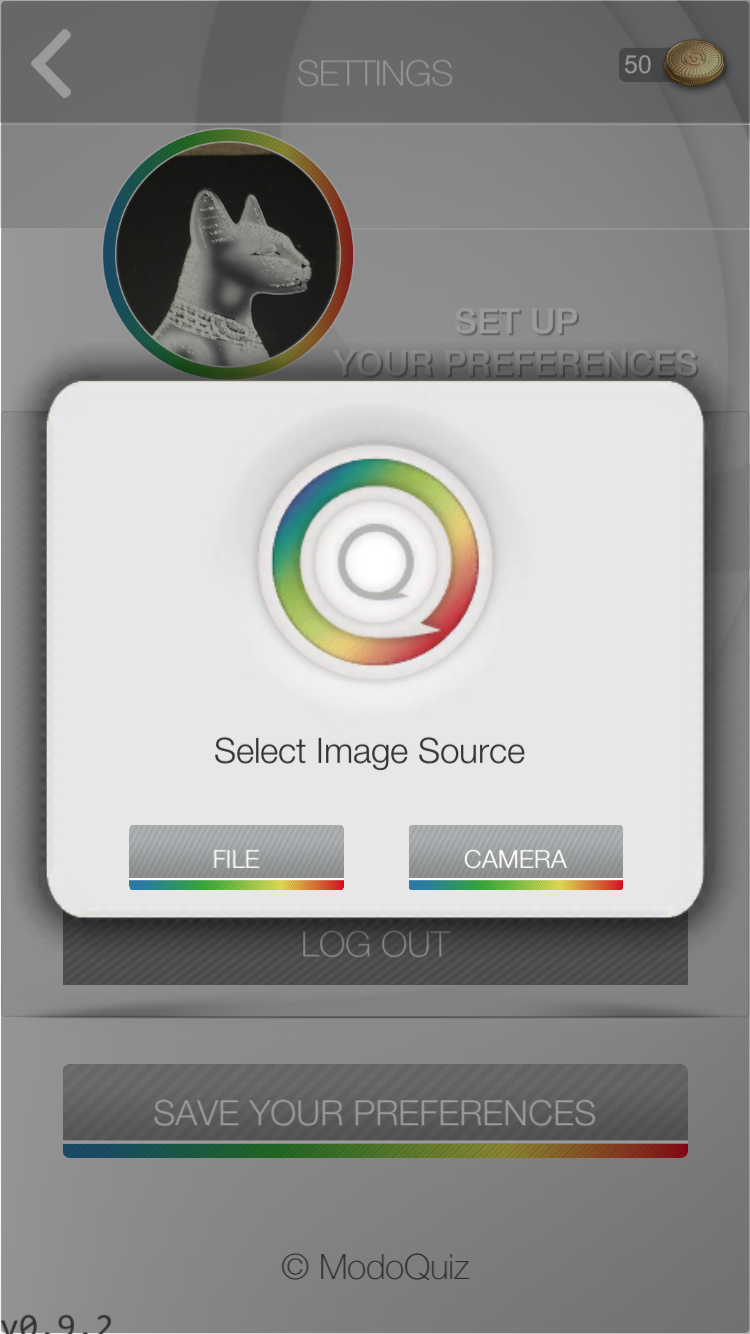 SETTINGS
50
SET UP
YOUR PREFERENCES
Select Image Source
FILE
CAMERA
LOG OUT
SAVE YOUR PREFERENCES
© ModoQuiz
v0.9.2